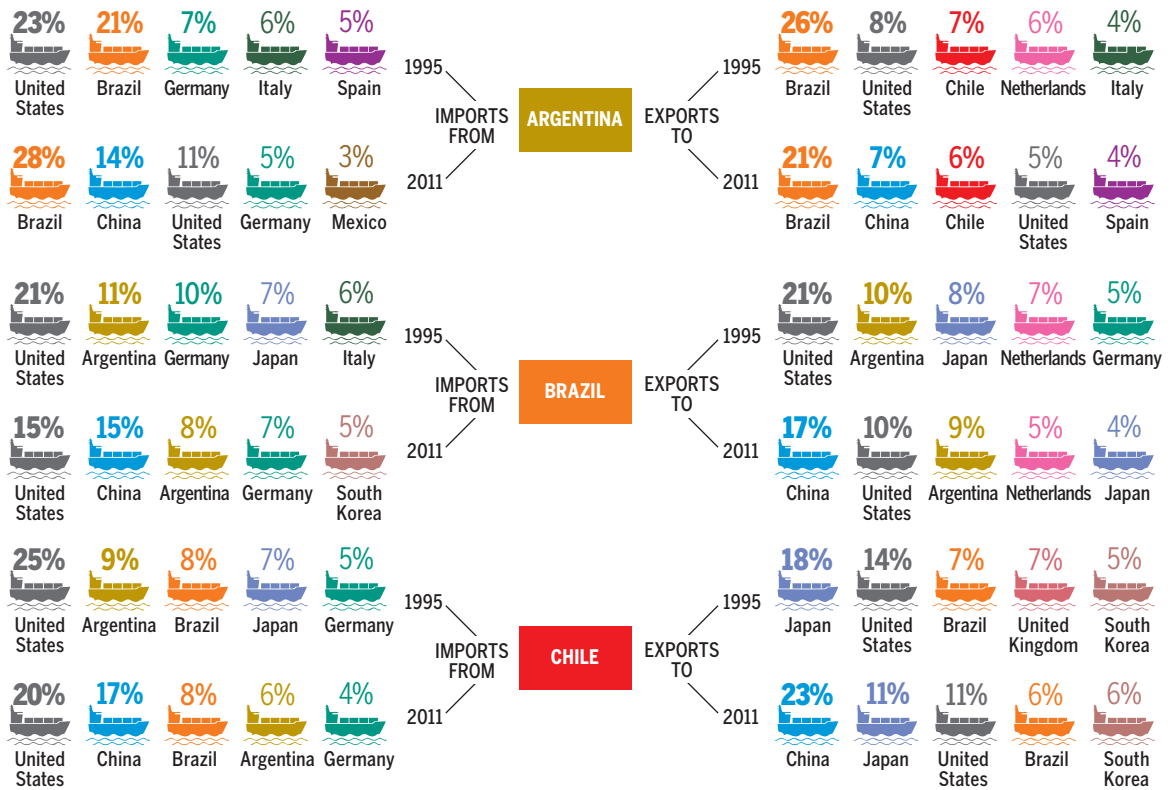 23% 21% 7% 6% 5%
United States Brazil Germany Italy Spain
1995
28% 14% 11% 5% 3%
Brazil China United States Germany Mexico
2011
IMPORTS FROM
ARGENTINA
EXPORTS TO
1995
26% 8% 7% 6% 4%
Brazil United States Chile Netherlands Italy
2011
21% 7% 6% 5% 4%
Brazil China Chile United States Spain
21% 11% 10% 7% 6%
United States Argentina Germany Japan Italy
1995
15% 15% 8% 7% 5%
United States China Argentina Germany South Korea
2011
IMPORTS FROM
BRAZIL
EXPORTS TO
1995
21% 10% 8% 7% 5%
United States Argentina Japan Netherlands Germany
2011
17% 10% 9% 5% 4%
China United States Argentina Netherlands Japan
25% 9% 8% 7% 5%
United States Argentina Brazil Japan Germany
1995
20% 17% 8% 6% 4%
United States China Brazil Argentina Germany
2011
IMPORTS FROM
CHILE
EXPORTS TO
1995
18% 14% 7% 7% 5%
Japan United States Brazil United Kingdom South Korea
2011
23% 11% 11% 6% 6%
China Japan United States Brazil South Korea